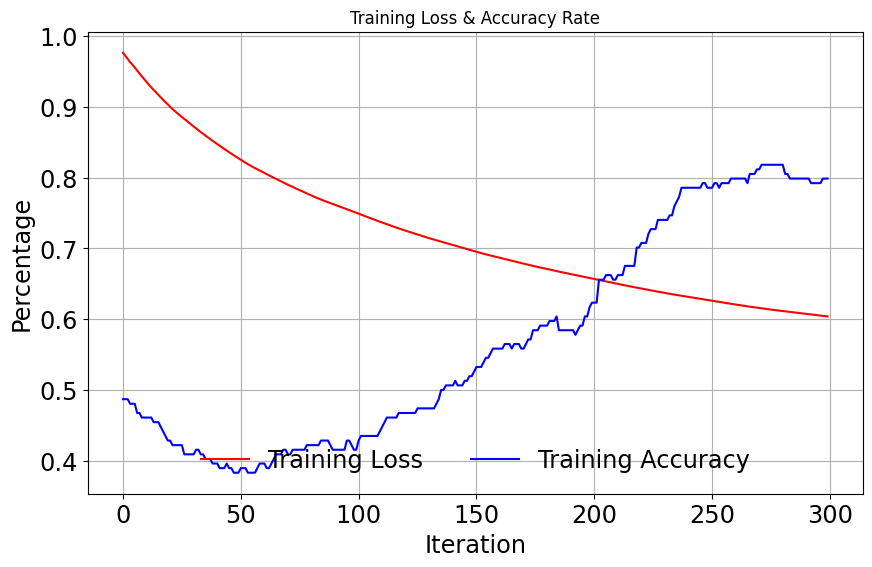 Training Loss & Accuracy Rate
1.0
0.9
0.8
0.7
0.6
0.5
0.4
Percentage
Training Loss Training Accuracy
0 50 100 150 200 250 300
Iteration